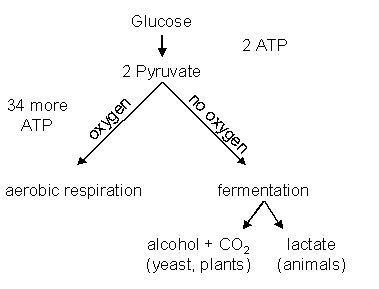 Glucose
2 ATP
2 Pyruvate
34 more
ATP
oxygen
no oxygen
aerobic respiration
fermentation
alcohol + CO₂
(yeast, plants)
lactate
(animals)